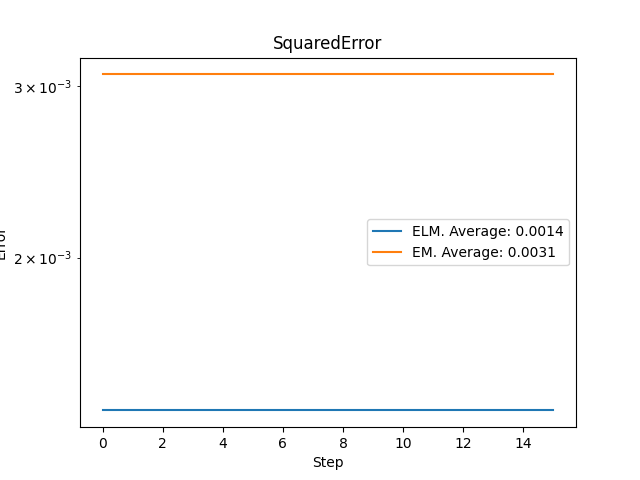 SquaredError
3 × 10⁻³
Error
ELM. Average: 0.0014
EM. Average: 0.0031
2 × 10⁻³
0 2 4 6 8 10 12 14
Step